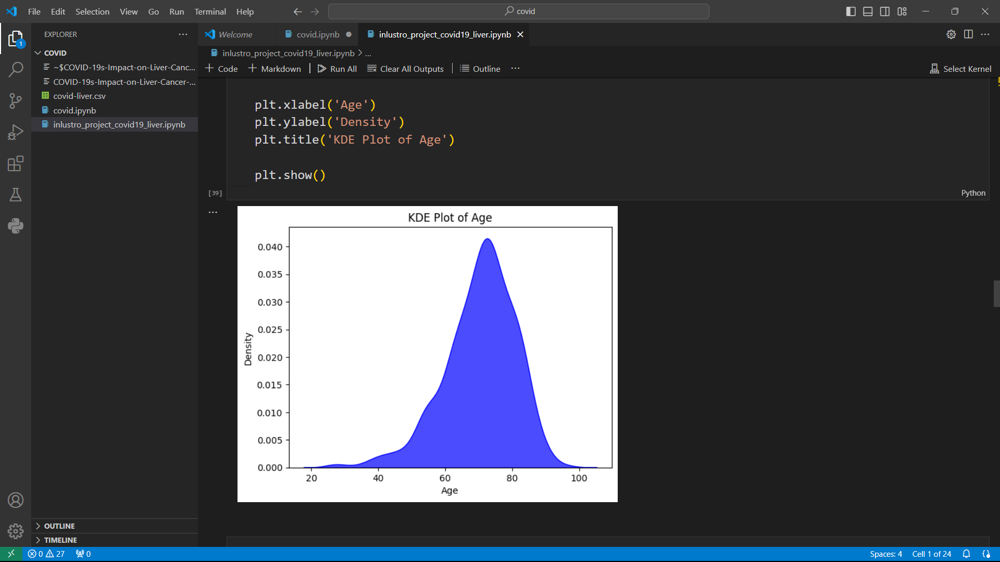 File Edit Selection View Go Run Terminal Help
covid
EXPLORER
1
COVID
~$COVID-19s-Impact-on-Liver-Canc...
COVID-19s-Impact-on-Liver-Cancer-...
covid-liver.csv
covid.ipynb
inlustro_project_covid19_liver.ipynb
OUTLINE
TIMELINE
Welcome covid.ipynb inlustro_project_covid19_liver.ipynb
inlustro_project_covid19_liver.ipynb > ...
+ Code + Markdown Run All Clear All Outputs Outline ... Select Kernel
plt.xlabel('Age')
plt.ylabel('Density')
plt.title('KDE Plot of Age')
plt.show()
[39] Python
KDE Plot of Age
0.040
0.035
0.030
0.025
0.020
0.015
0.010
0.005
0.000
Density
20 40 60 80 100
Age
0 27 0 Spaces: 4 Cell 1 of 24